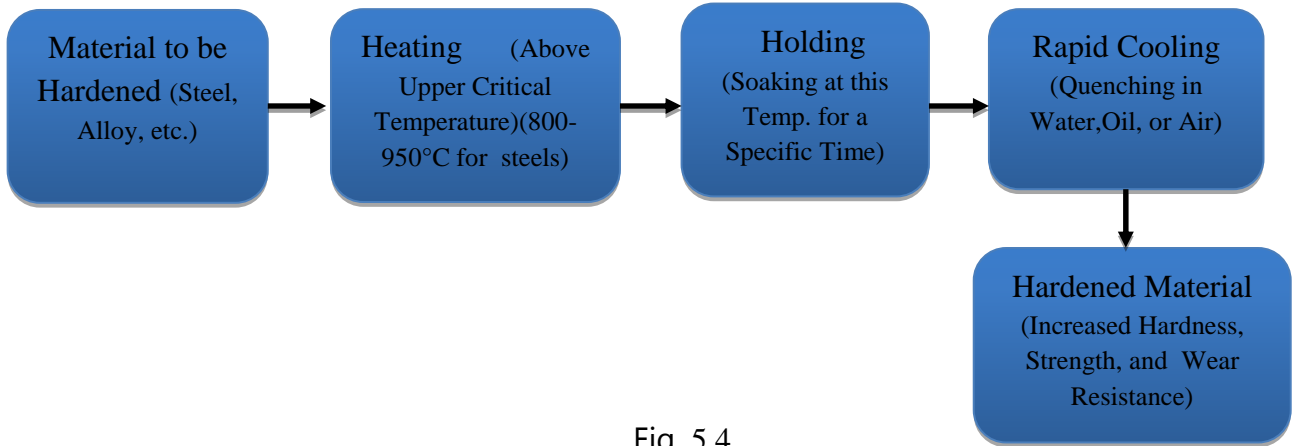 Material to be
Hardened (Steel,
Alloy, etc.)
Heating (Above
Upper Critical
Temperature)(800-
950°C for steels)
Holding
(Soaking at this
Temp. for a
Specific Time)
Rapid Cooling
(Quenching in
Water,Oil, or Air)
Hardened Material
(Increased Hardness,
Strength, and Wear
Resistance)
Fig. 5.4